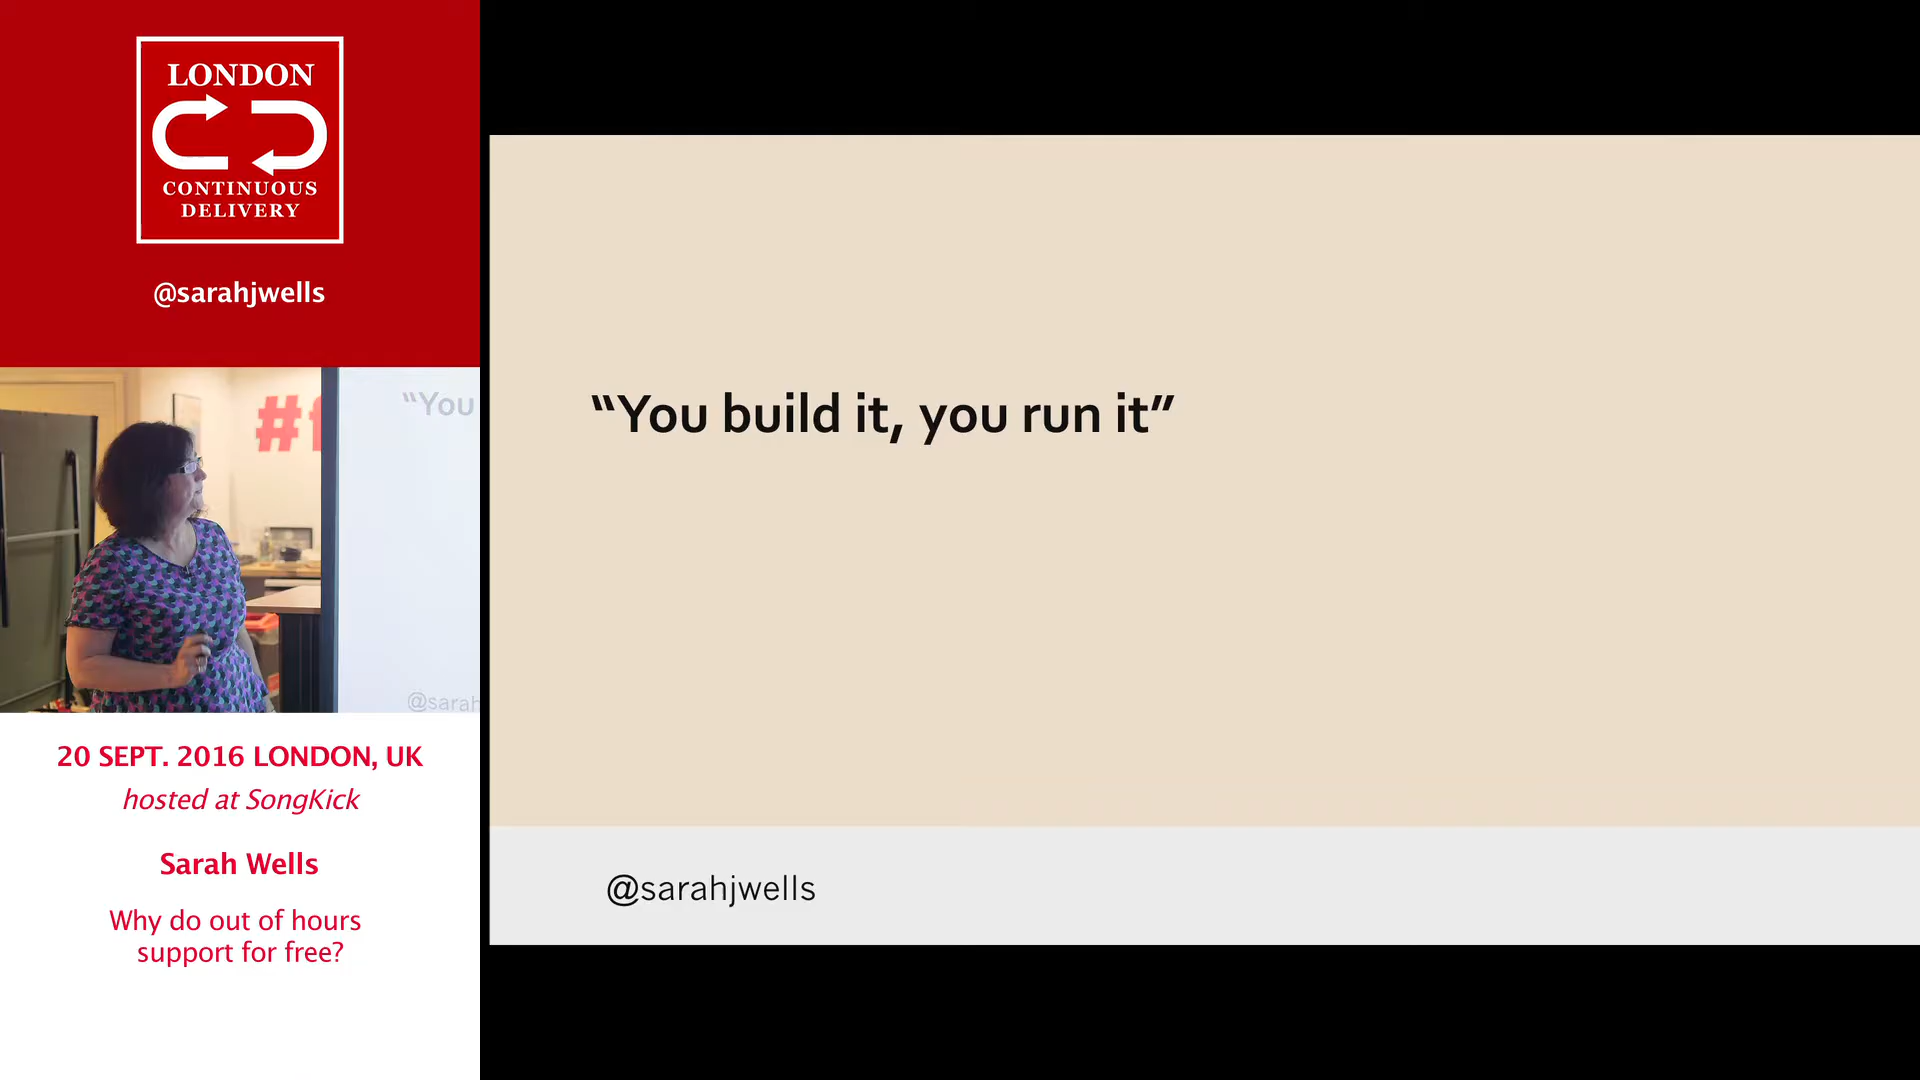 LONDON
CONTINUOUS
DELIVERY
@sarahjwells
#f
“You
@sarah
20 SEPT. 2016 LONDON, UK
hosted at SongKick
Sarah Wells
Why do out of hours
support for free?
“You build it, you run it”
@sarahjwells